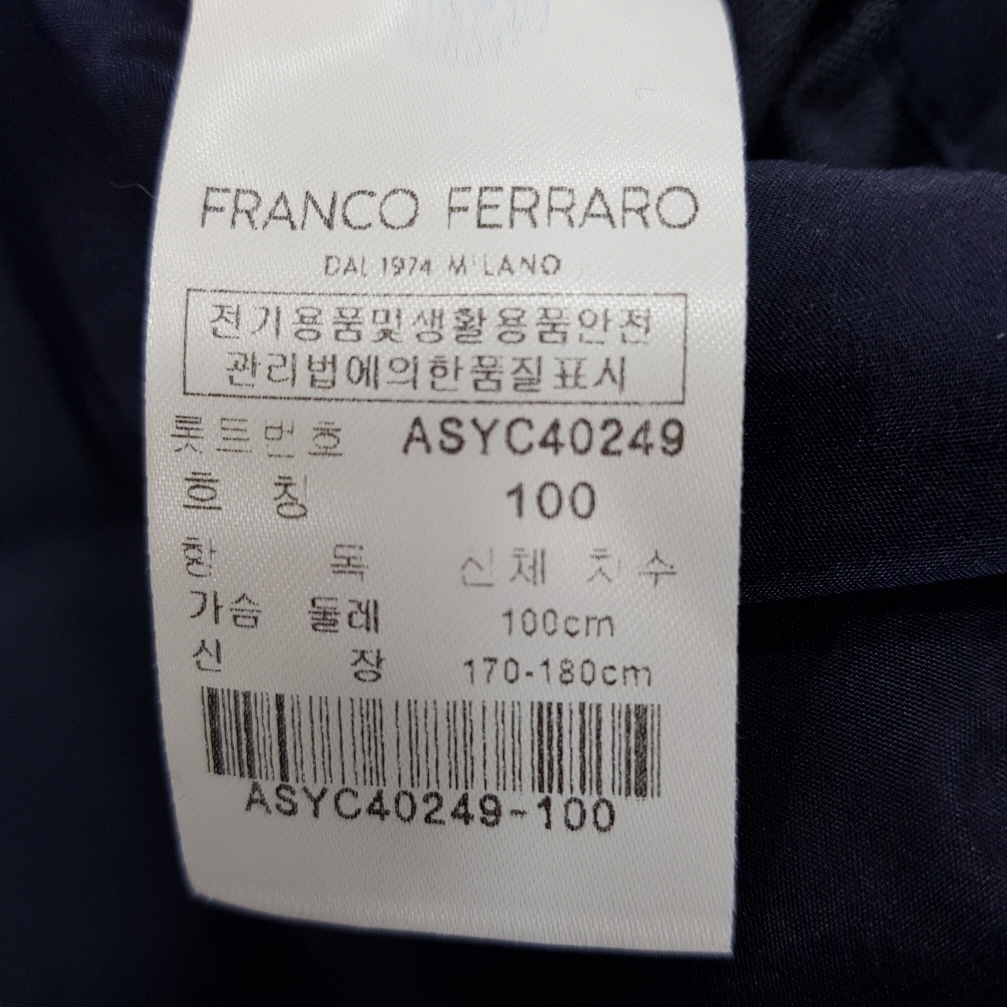 FRANCO FERRARO
DAL 1974 MILANO
전기용품및생활용품안전
관리법에의한품질표시
롯트번호 ASYC40249
호 칭 100
항 목 신체 치수
가슴 둘레 100cm
신 장 170-180cm
ASYC40249-100